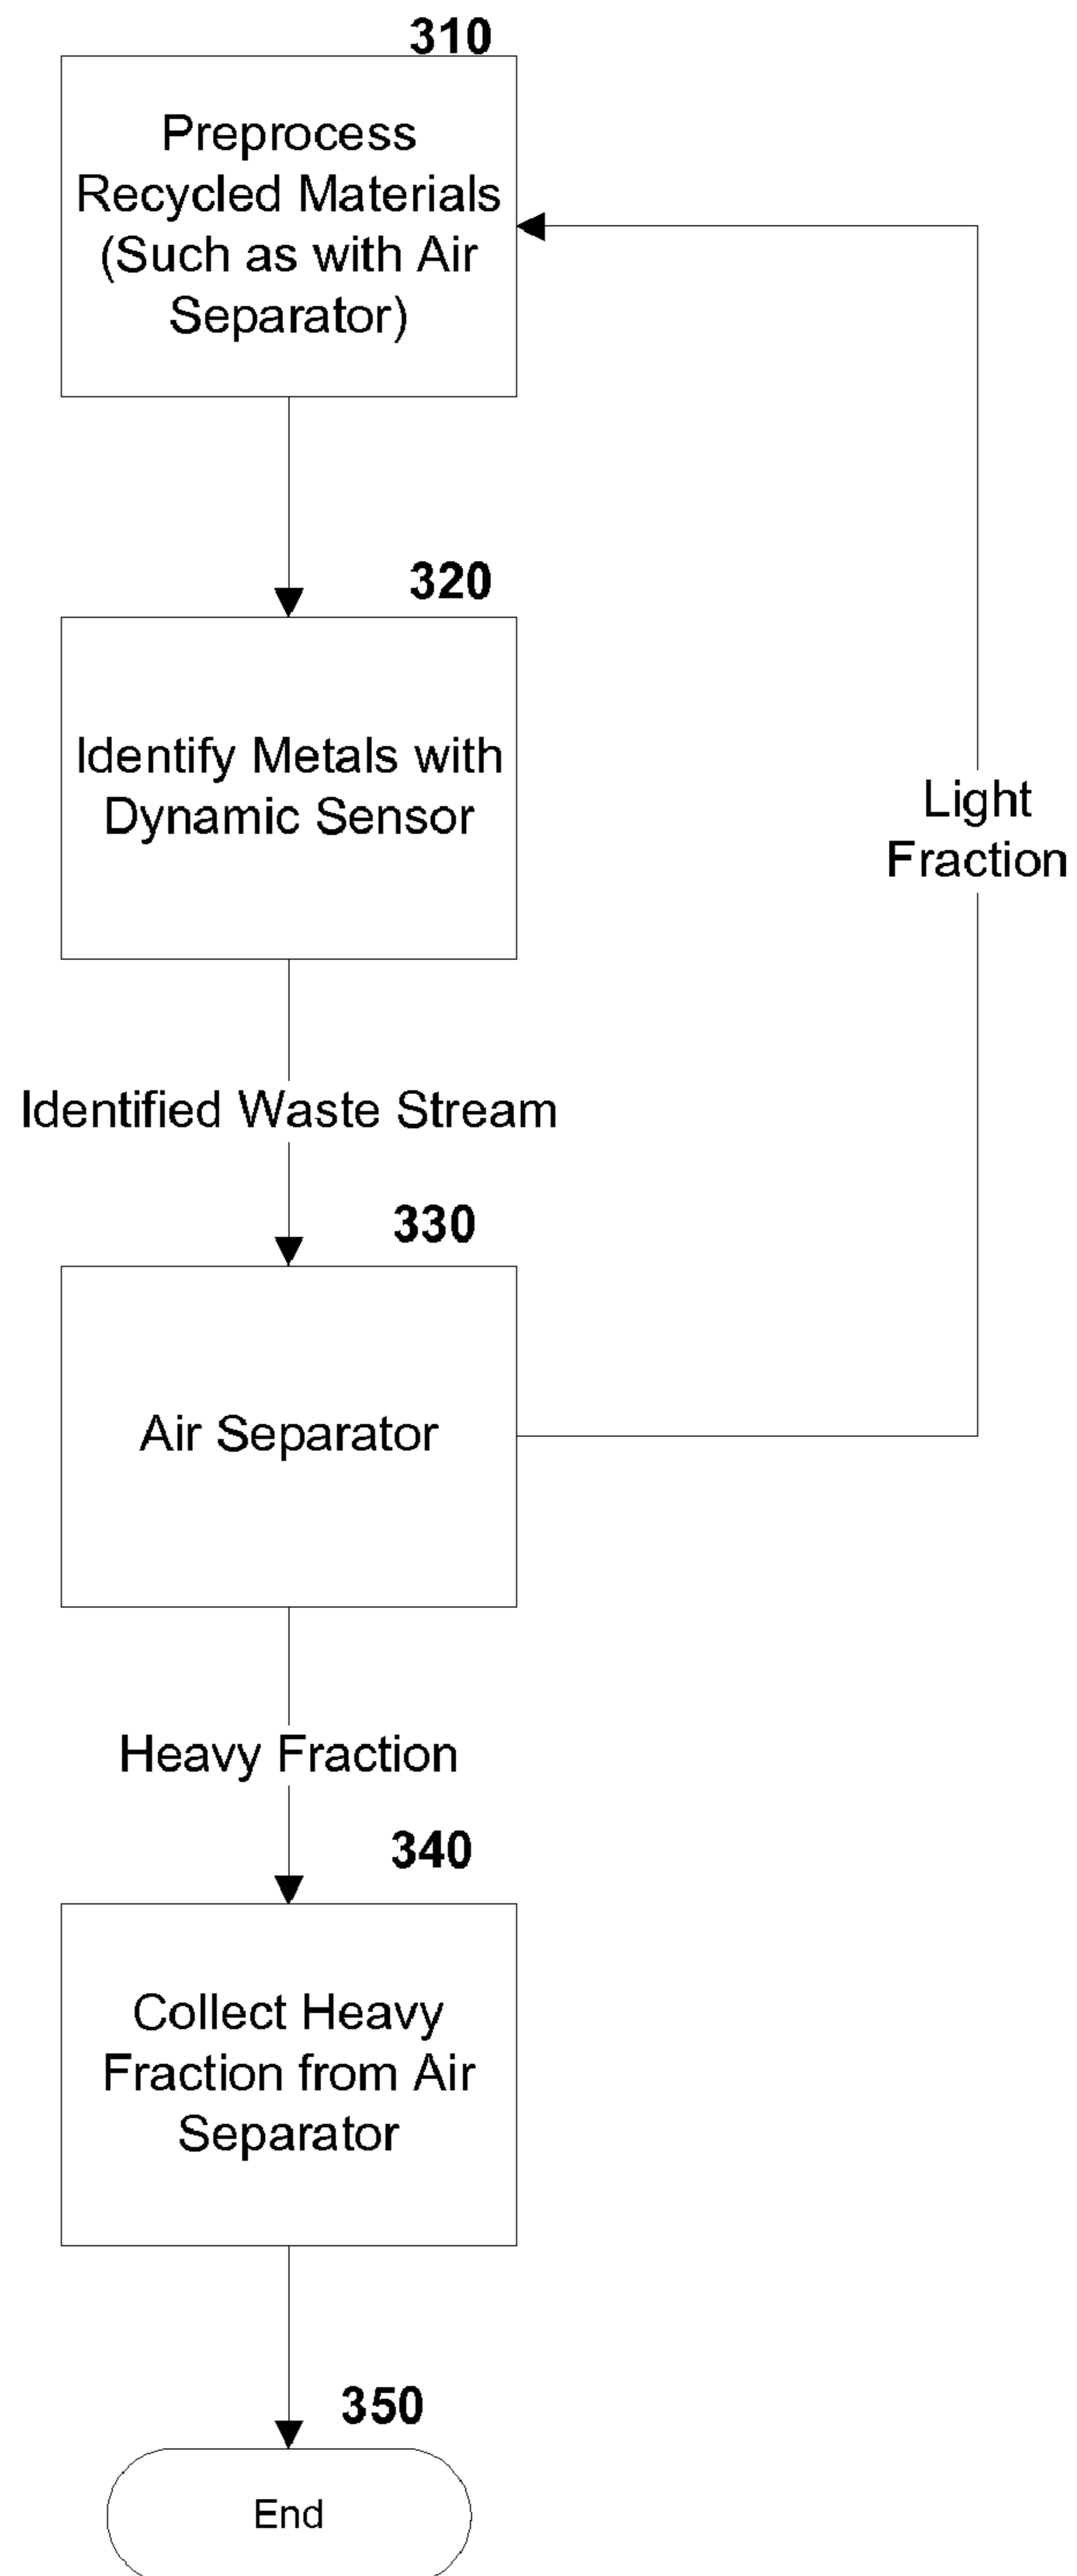 310
Preprocess
Recycled Materials
(Such as with Air
Separator)
320
Identify Metals with
Dynamic Sensor
Light
Fraction
Identified Waste Stream
330
Air Separator
Heavy Fraction
340
Collect Heavy
Fraction from Air
Separator
350
End